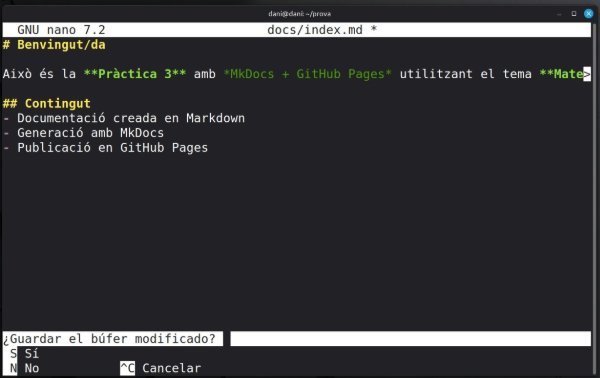 dani@dani:~/prova
GNU nano 7.2 docs/index.md *
# Benvingut/da
Això és la **Pràctica 3** amb *MkDocs + GitHub Pages* utilitzant el tema **Mate>
## Contingut
- Documentació creada en Markdown
- Generació amb MkDocs
- Publicació en GitHub Pages
¿Guardar el búfer modificado?
S Sí
N No ^C Cancelar